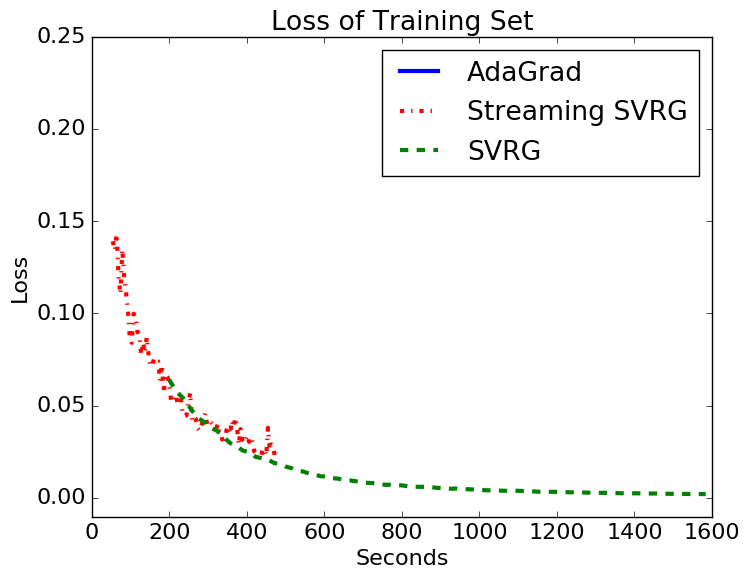 Loss of Training Set
0.25
0.20
0.15
0.10
0.05
0.00
Loss
AdaGrad
Streaming SVRG
SVRG
0 200 400 600 800 1000 1200 1400 1600
Seconds